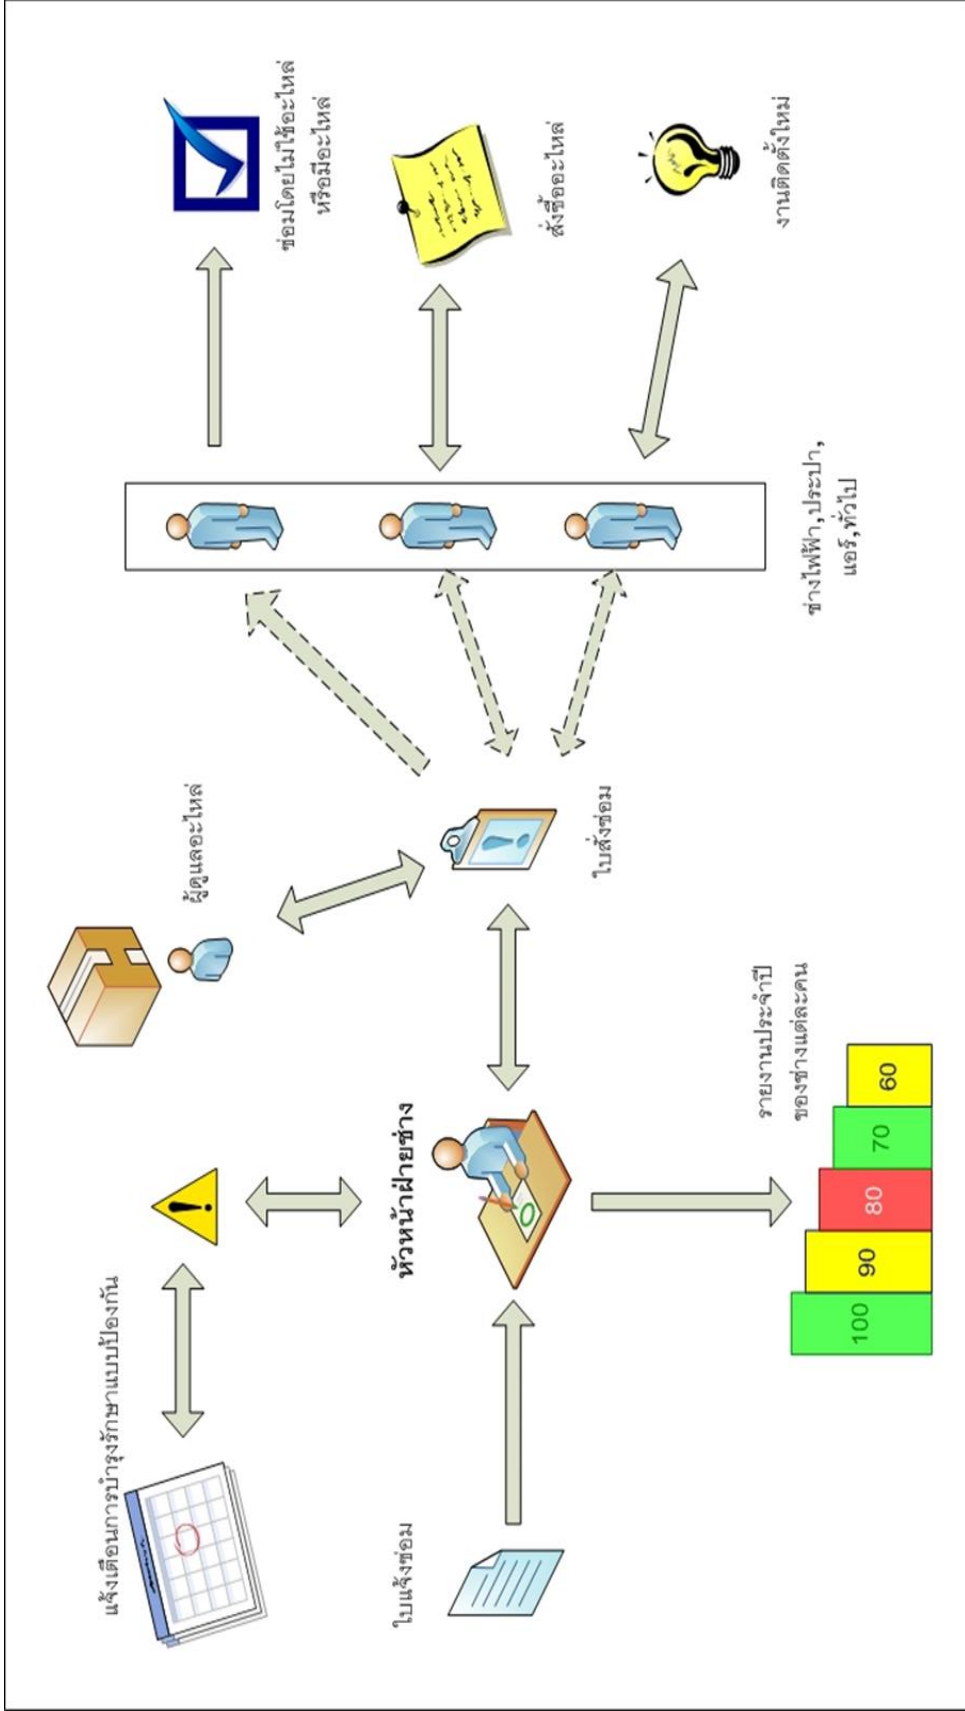 แจ้งเตือนการบำรุงรักษาแบบป้องกัน
ผู้ดูแลอะไหล่
ซ่อมโดยไม่ใช้อะไหล่
หรือมีอะไหล่
ใบแจ้งซ่อม
หัวหน้าฝ่ายช่าง
ใบสั่งซ่อม
สั่งซื้ออะไหล่
รายงานประจำปี
ของช่างแต่ละคน
100
90
80
70
60
ช่างไฟฟ้า,ประปา,
แอร์,ทั่วไป
งานติดตั้งใหม่